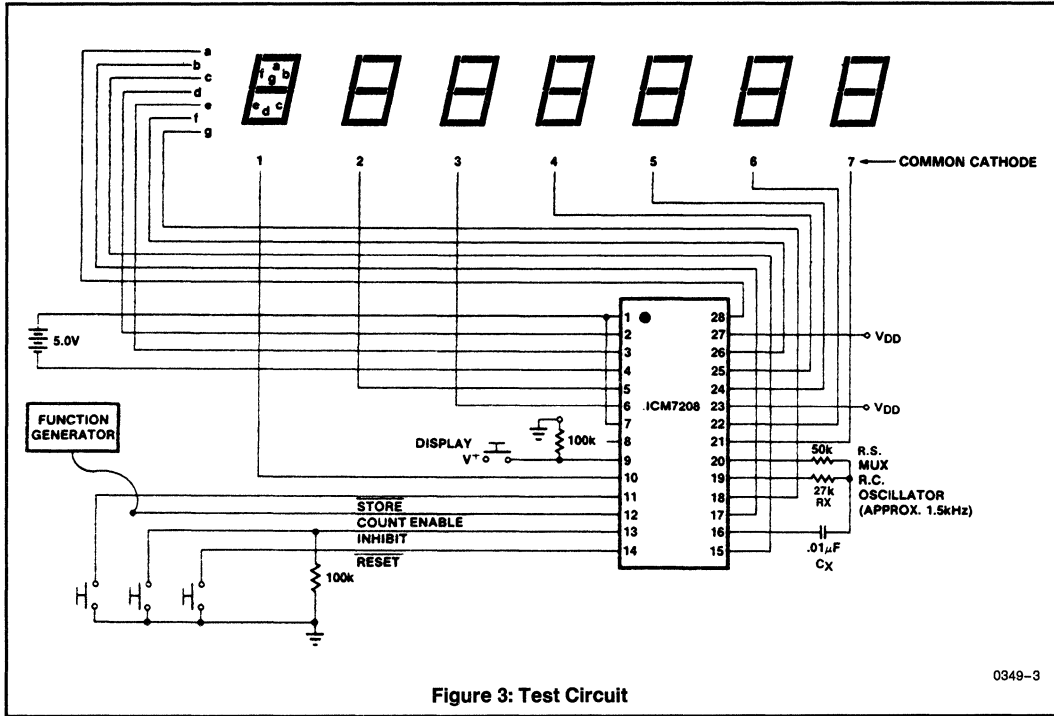 a
b
c
d
e
f
g
a
f b
g
e c
d
1 2 3 4 5 6 7 COMMON CATHODE
5.0V
FUNCTION
GENERATOR
DISPLAY
V+
100k
1 28
2 27 VDD
3 26
4 25
5 24
6 .ICM7208 23 VDD
7 22
8 21
9 20
10 19
11 18
12 17
13 16
14 15
50k
27k
RX
R.S.
MUX
R.C.
OSCILLATOR
(APPROX. 1.5kHz)
.01μF
CX
STORE
COUNT ENABLE
INHIBIT
RESET
100k
0349–3
Figure 3: Test Circuit